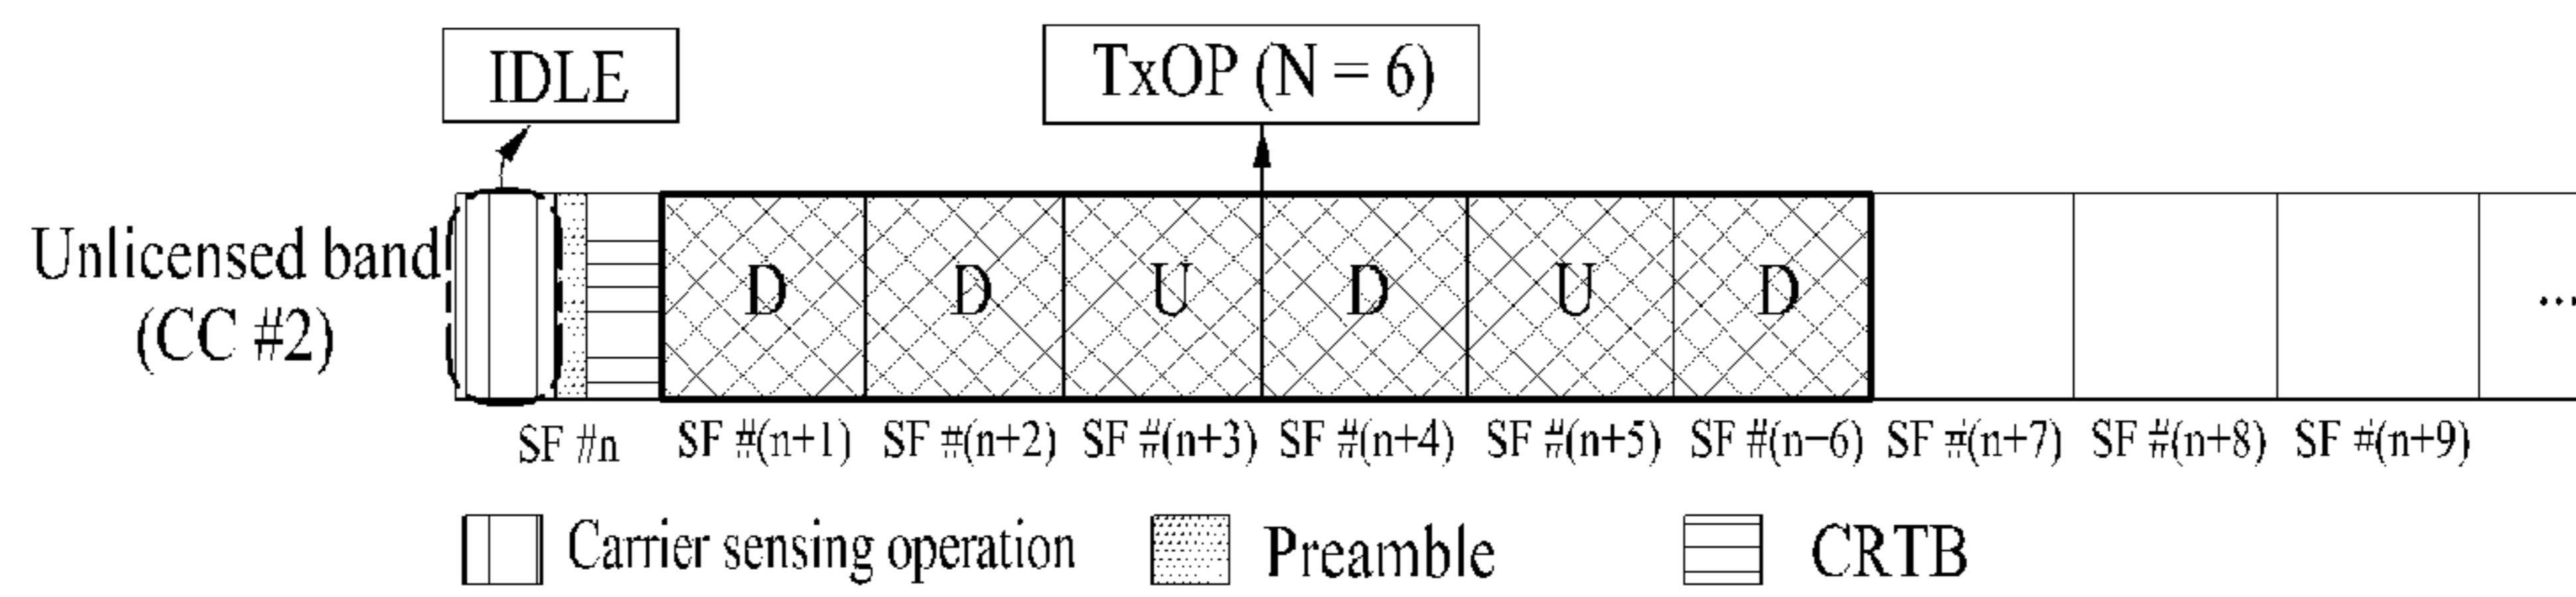 IDLE
TxOP (N = 6)
Unlicensed band
(CC #2)
D D U D U D
...
SF #n SF #(n+1) SF #(n+2) SF #(n+3) SF #(n+4) SF #(n+5) SF #(n−6) SF #(n+7) SF #(n+8) SF #(n+9)
Carrier sensing operation Preamble CRTB